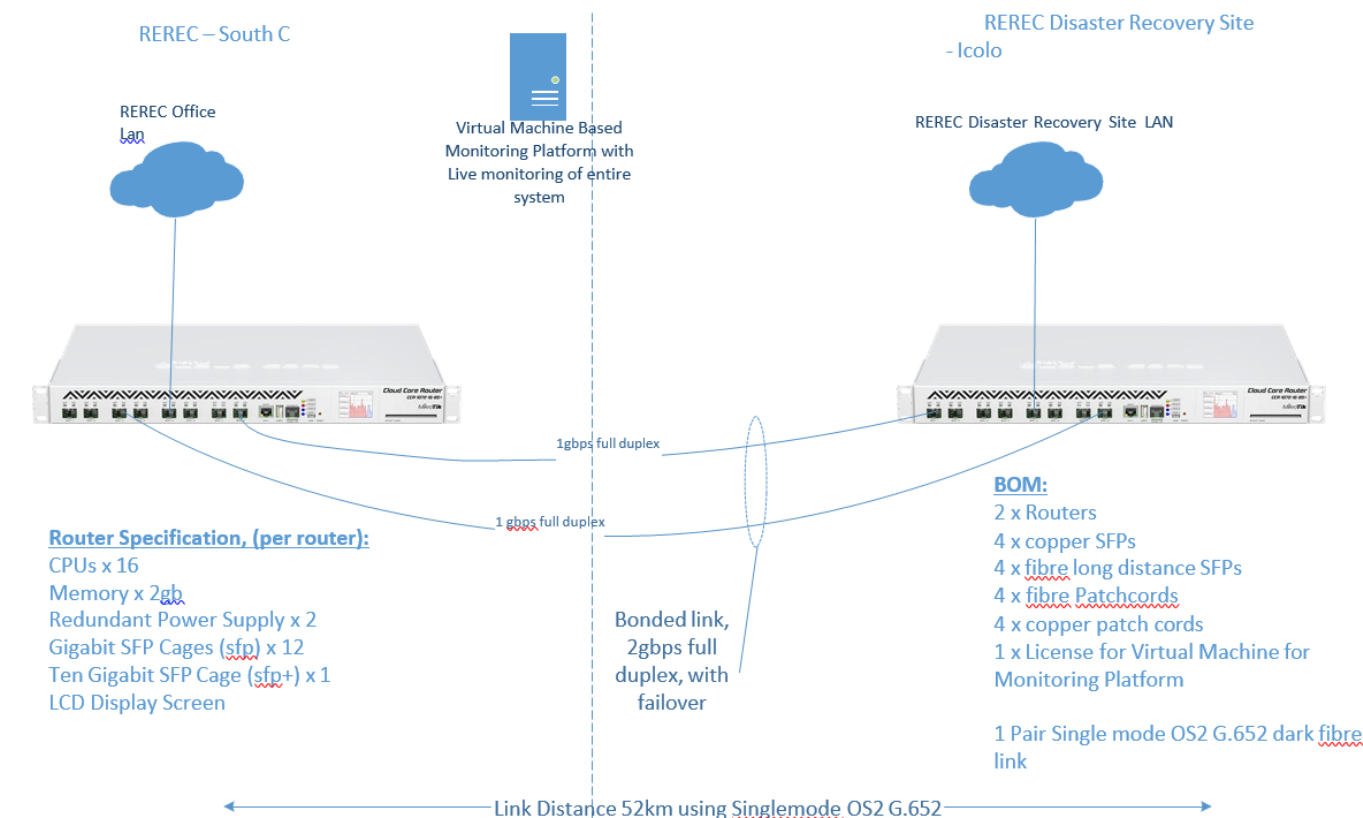 REREC – South C
REREC Disaster Recovery Site
- Icolo
REREC Office
Lan
Virtual Machine Based
Monitoring Platform with
Live monitoring of entire
system
REREC Disaster Recovery Site LAN
Cloud Core Router
MikroTik
Cloud Core Router
MikroTik
1gbps full duplex
1 gbps full duplex
Router Specification, (per router):
CPUs x 16
Memory x 2gb
Redundant Power Supply x 2
Gigabit SFP Cages (sfp) x 12
Ten Gigabit SFP Cage (sfp+) x 1
LCD Display Screen
Bonded link,
2gbps full
duplex, with
failover
BOM:
2 x Routers
4 x copper SFPs
4 x fibre long distance SFPs
4 x fibre Patchcords
4 x copper patch cords
1 x License for Virtual Machine for
Monitoring Platform
1 Pair Single mode OS2 G.652 dark fibre
link
Link Distance 52km using Singlemode OS2 G.652